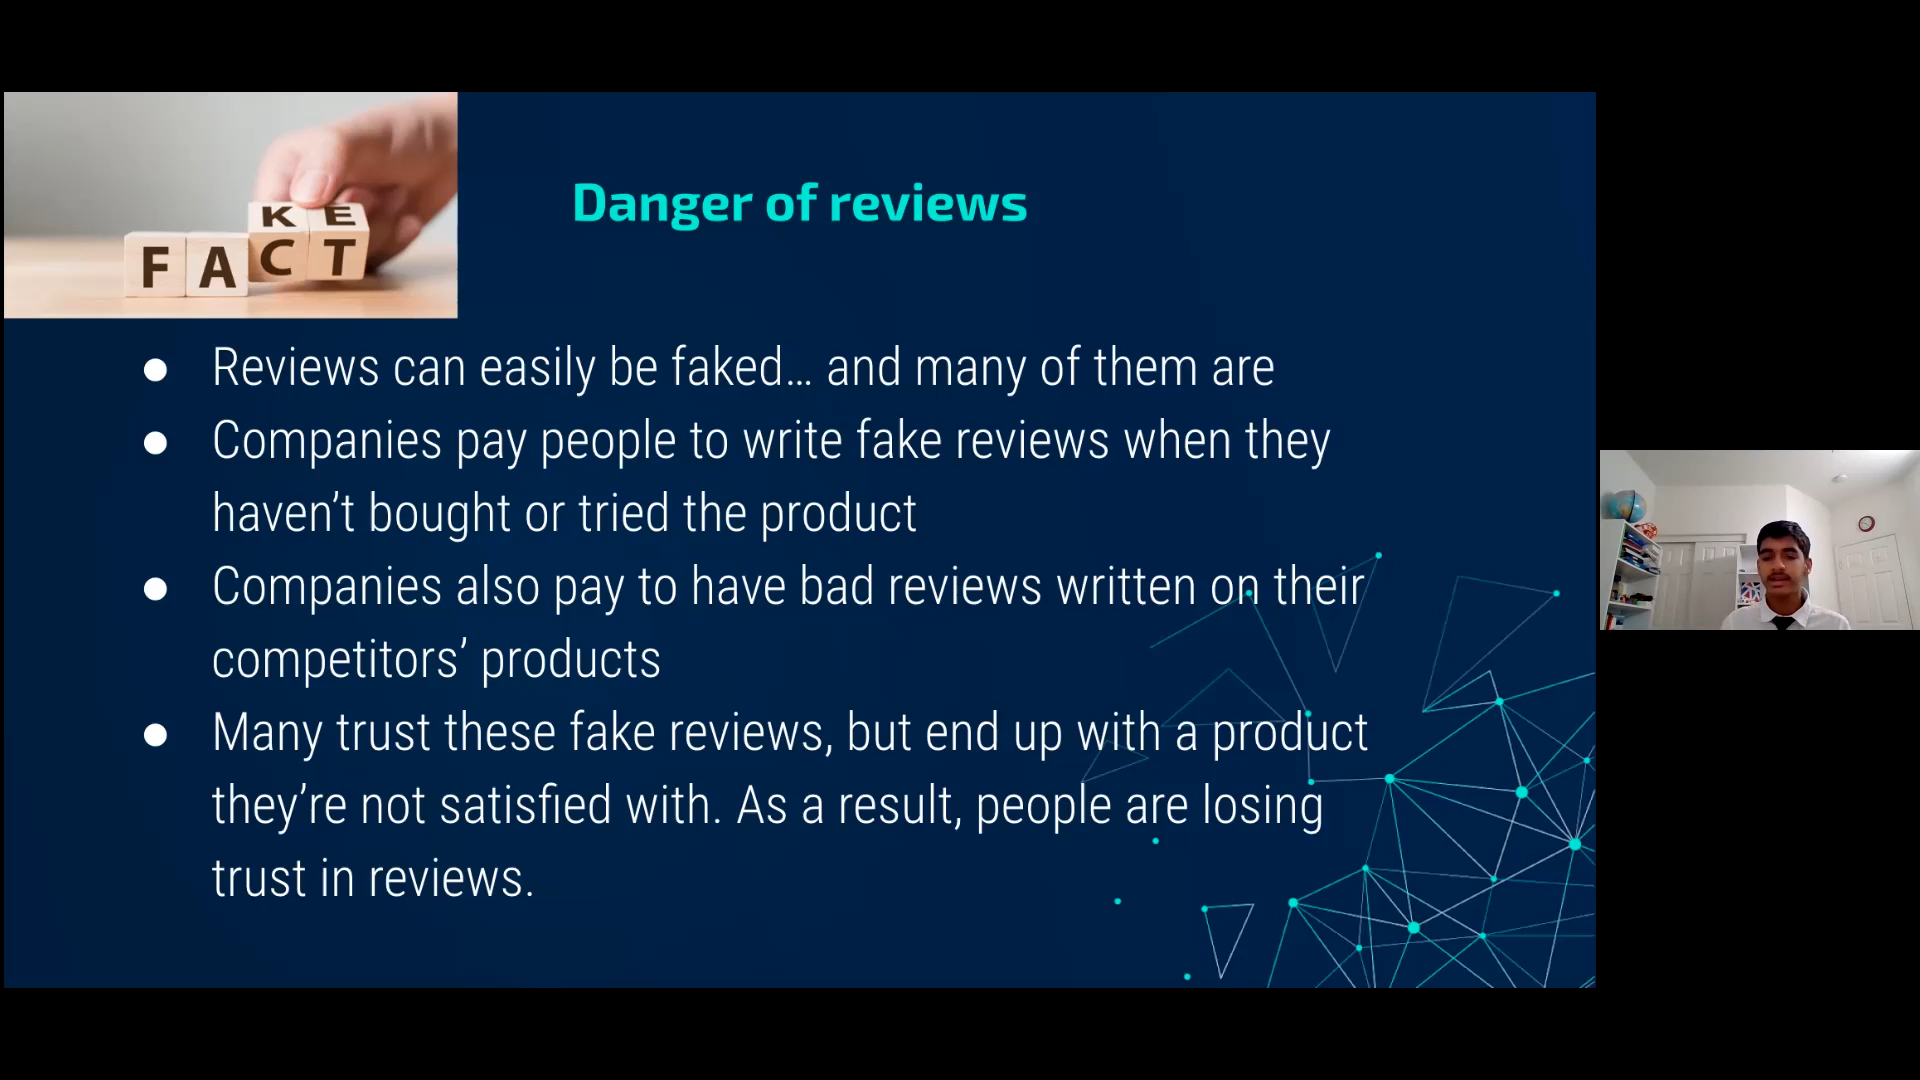 KE
FACT
Danger of reviews
● Reviews can easily be faked… and many of them are
● Companies pay people to write fake reviews when they
haven’t bought or tried the product
● Companies also pay to have bad reviews written on their
competitors’ products
● Many trust these fake reviews, but end up with a product
they’re not satisfied with. As a result, people are losing
trust in reviews.